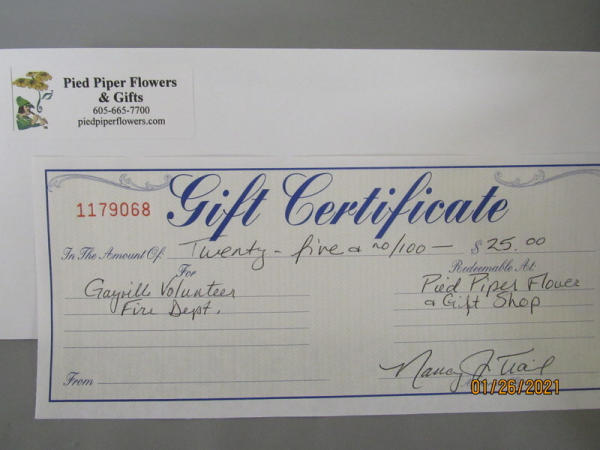 Pied Piper Flowers
& Gifts
605-665-7700
piedpiperflowers.com
1179068
Gift Certificate
In The Amount Of: Twenty-five & no/100 — $ 25.00
For
Redeemable At:
Gayville Volunteer
Fire Dept.
Pied Piper Flower
& Gift Shop
From
Nancy J Trail
01/26/2021